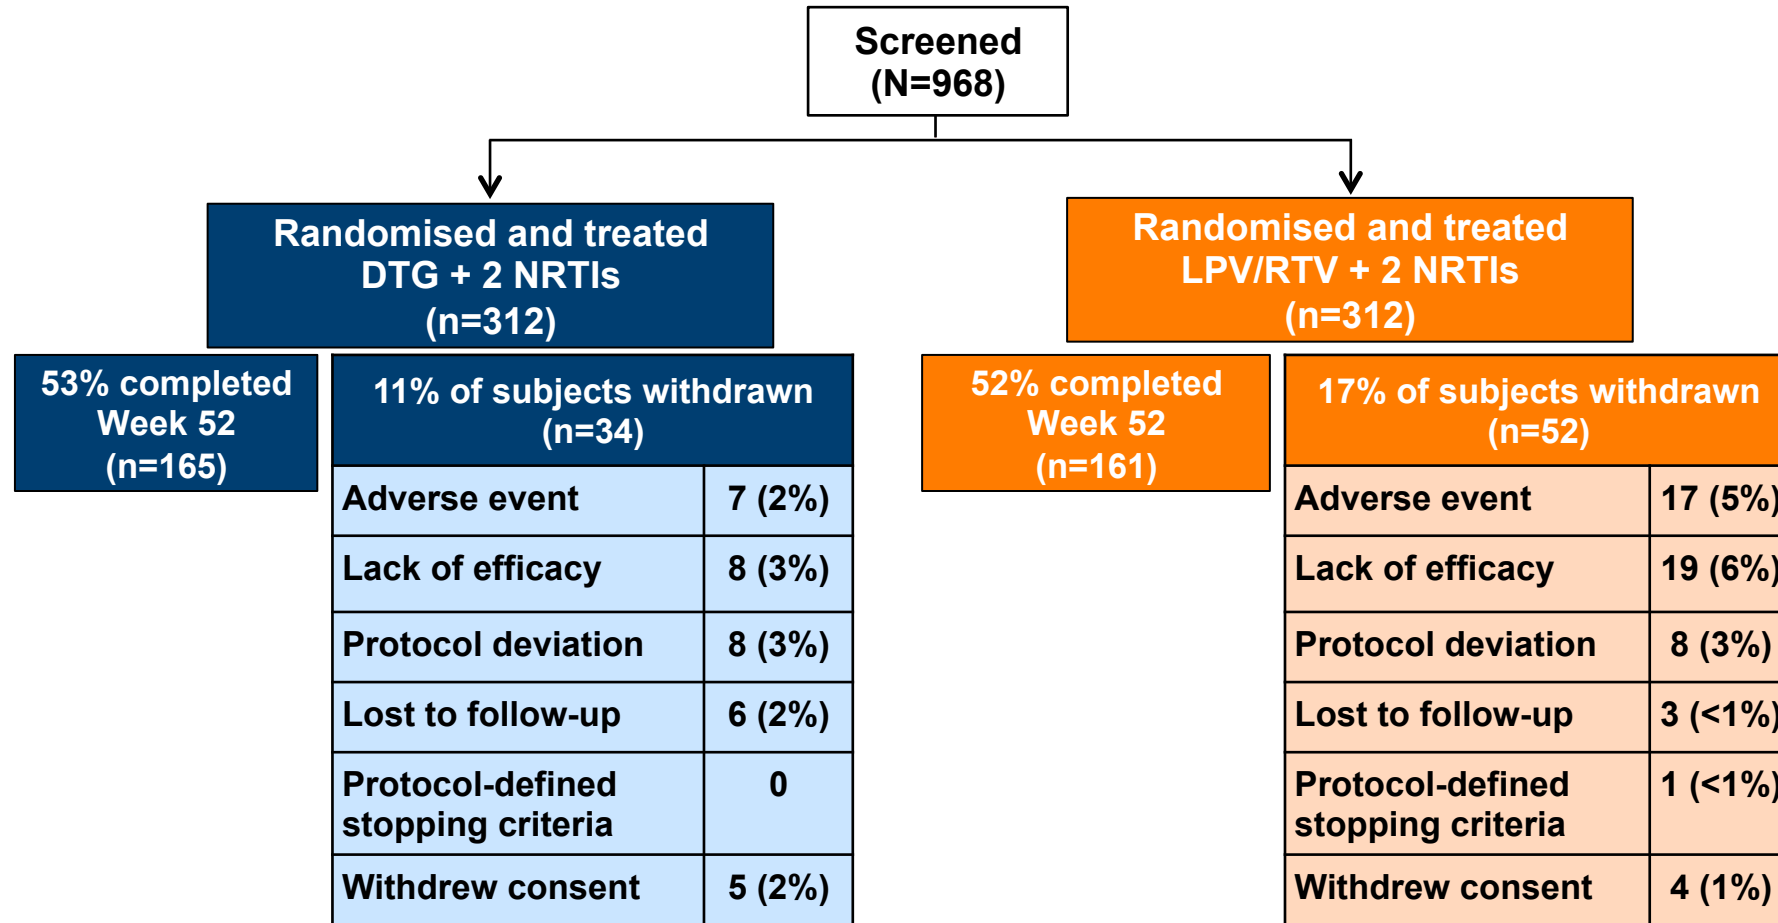 Screened
(N=968)
Randomised and treated
DTG + 2 NRTIs
(n=312)
Randomised and treated
LPV/RTV + 2 NRTIs
(n=312)
53% completed
Week 52
(n=165)
11% of subjects withdrawn
(n=34)
Adverse event 7 (2%)
Lack of efficacy 8 (3%)
Protocol deviation 8 (3%)
Lost to follow-up 6 (2%)
Protocol-defined 0
stopping criteria
Withdrew consent 5 (2%)
52% completed
Week 52
(n=161)
17% of subjects withdrawn
(n=52)
Adverse event 17 (5%)
Lack of efficacy 19 (6%)
Protocol deviation 8 (3%)
Lost to follow-up 3 (<1%)
Protocol-defined 1 (<1%)
stopping criteria
Withdrew consent 4 (1%)